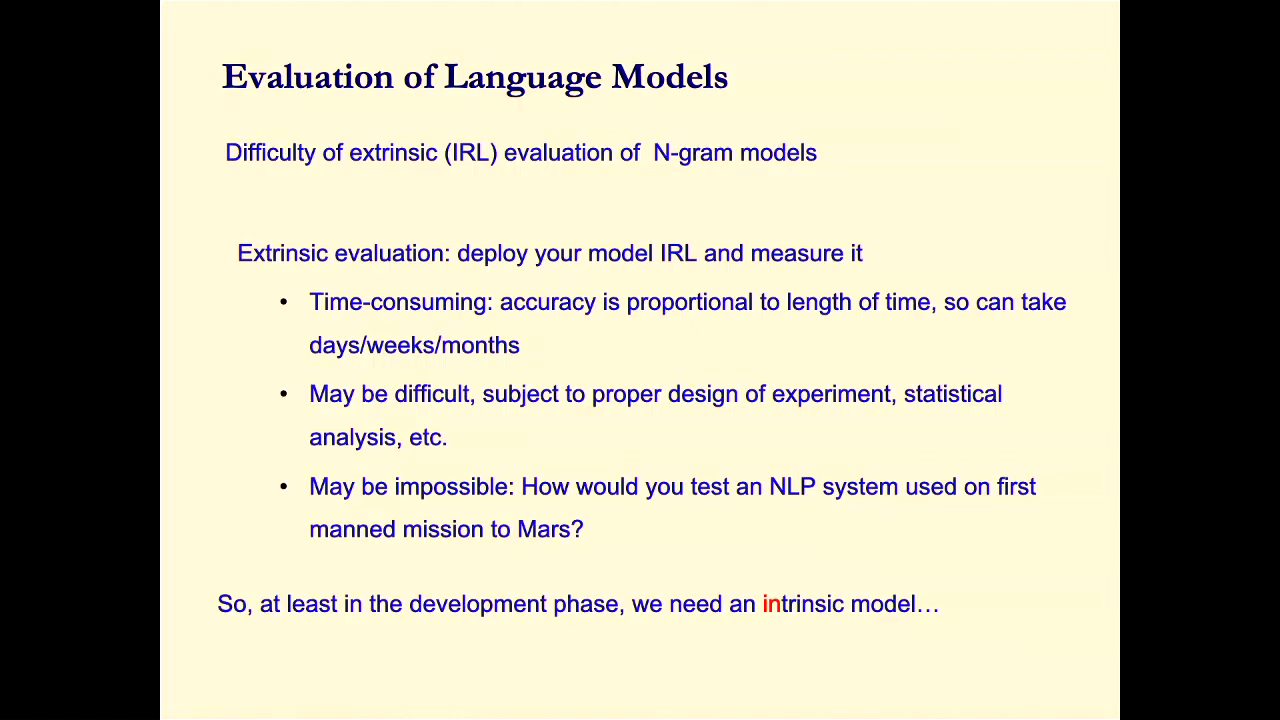 Evaluation of Language Models
Difficulty of extrinsic (IRL) evaluation of N-gram models
Extrinsic evaluation: deploy your model IRL and measure it
• Time-consuming: accuracy is proportional to length of time, so can take
days/weeks/months
• May be difficult, subject to proper design of experiment, statistical
analysis, etc.
• May be impossible: How would you test an NLP system used on first
manned mission to Mars?
So, at least in the development phase, we need an intrinsic model…